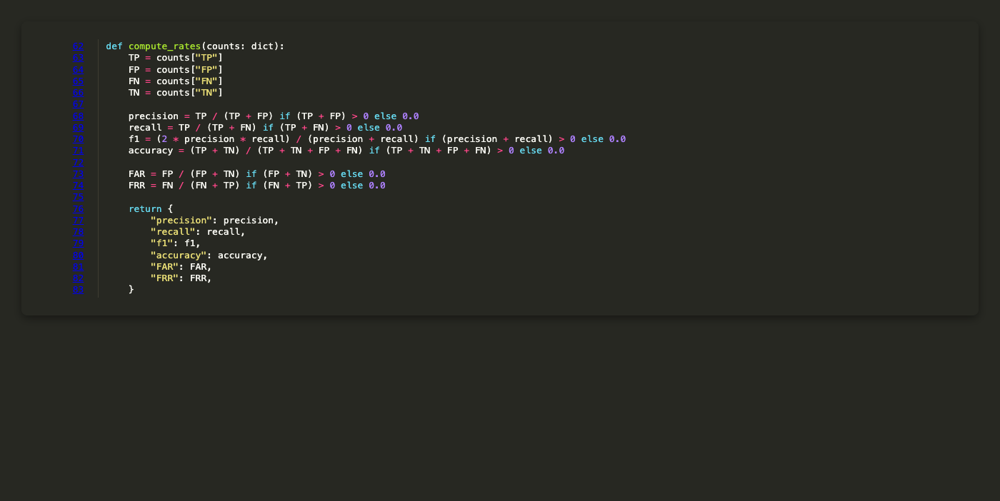 62 def compute_rates(counts: dict):
63     TP = counts["TP"]
64     FP = counts["FP"]
65     FN = counts["FN"]
66     TN = counts["TN"]
67
68     precision = TP / (TP + FP) if (TP + FP) > 0 else 0.0
69     recall = TP / (TP + FN) if (TP + FN) > 0 else 0.0
70     f1 = (2 * precision * recall) / (precision + recall) if (precision + recall) > 0 else 0.0
71     accuracy = (TP + TN) / (TP + TN + FP + FN) if (TP + TN + FP + FN) > 0 else 0.0
72
73     FAR = FP / (FP + TN) if (FP + TN) > 0 else 0.0
74     FRR = FN / (FN + TP) if (FN + TP) > 0 else 0.0
75
76     return {
77         "precision": precision,
78         "recall": recall,
79         "f1": f1,
80         "accuracy": accuracy,
81         "FAR": FAR,
82         "FRR": FRR,
83     }